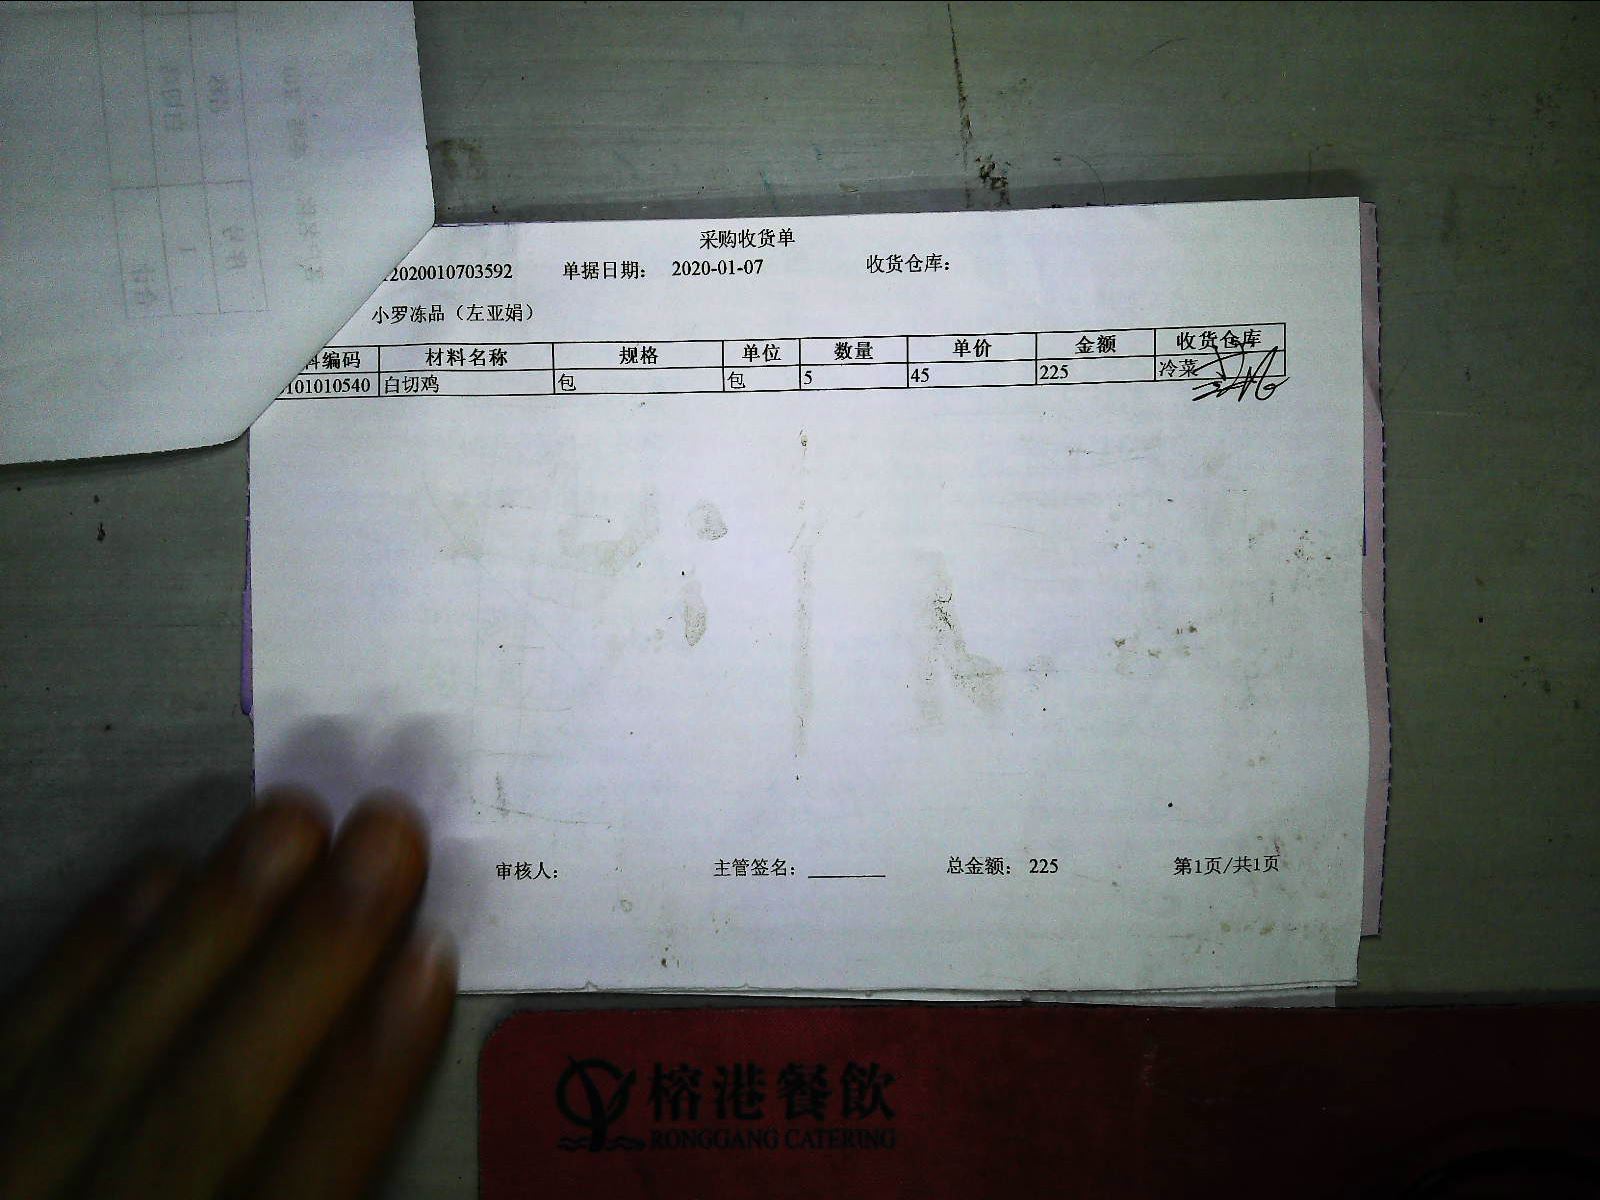 采购收货单
2020010703592 单据日期： 2020-01-07 收货仓库：
小罗冻品（左亚娟）
料编码 材料名称 规格 单位 数量 单价 金额 收货仓库
101010540 白切鸡 包 包 5 45 225 冷菜
审核人： 主管签名： 总金额： 225 第1页/共1页
榕港餐飲
RONGGANG CATERING